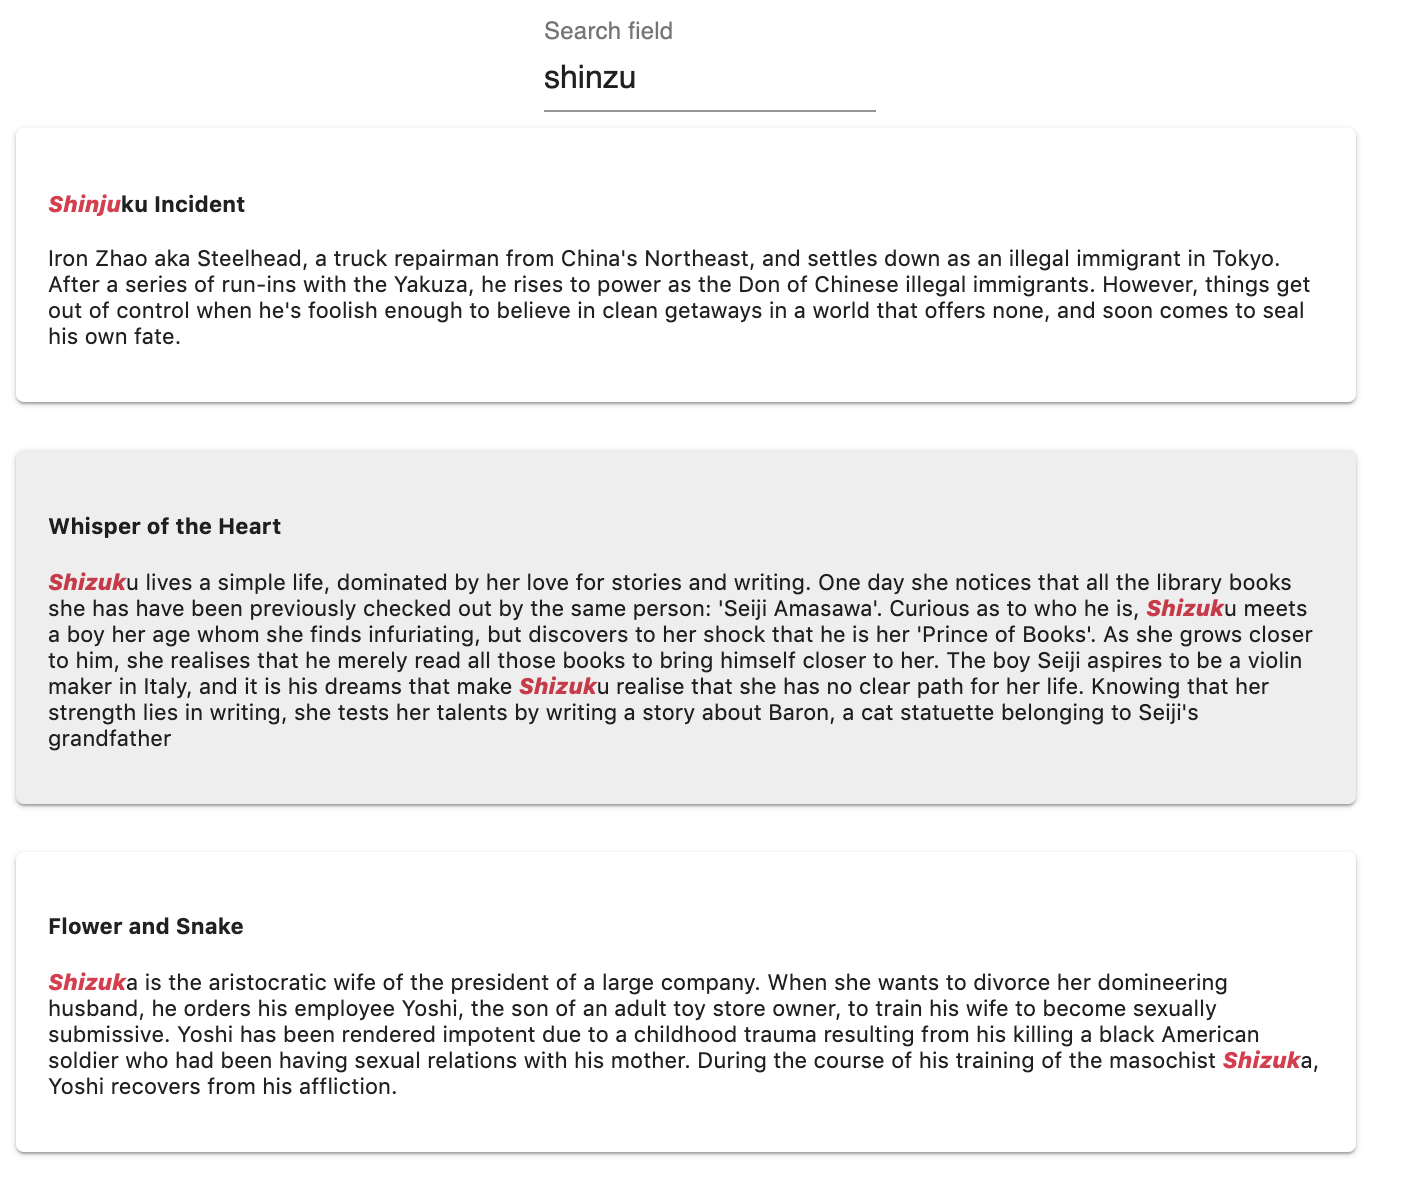 Search field
shinzu
Shinjuku Incident
Iron Zhao aka Steelhead, a truck repairman from China's Northeast, and settles down as an illegal immigrant in Tokyo.
After a series of run-ins with the Yakuza, he rises to power as the Don of Chinese illegal immigrants. However, things get
out of control when he's foolish enough to believe in clean getaways in a world that offers none, and soon comes to seal
his own fate.
Whisper of the Heart
Shizuku lives a simple life, dominated by her love for stories and writing. One day she notices that all the library books
she has have been previously checked out by the same person: 'Seiji Amasawa'. Curious as to who he is, Shizuku meets
a boy her age whom she finds infuriating, but discovers to her shock that he is her 'Prince of Books'. As she grows closer
to him, she realises that he merely read all those books to bring himself closer to her. The boy Seiji aspires to be a violin
maker in Italy, and it is his dreams that make Shizuku realise that she has no clear path for her life. Knowing that her
strength lies in writing, she tests her talents by writing a story about Baron, a cat statuette belonging to Seiji's
grandfather
Flower and Snake
Shizuka is the aristocratic wife of the president of a large company. When she wants to divorce her domineering
husband, he orders his employee Yoshi, the son of an adult toy store owner, to train his wife to become sexually
submissive. Yoshi has been rendered impotent due to a childhood trauma resulting from his killing a black American
soldier who had been having sexual relations with his mother. During the course of his training of the masochist Shizuka,
Yoshi recovers from his affliction.